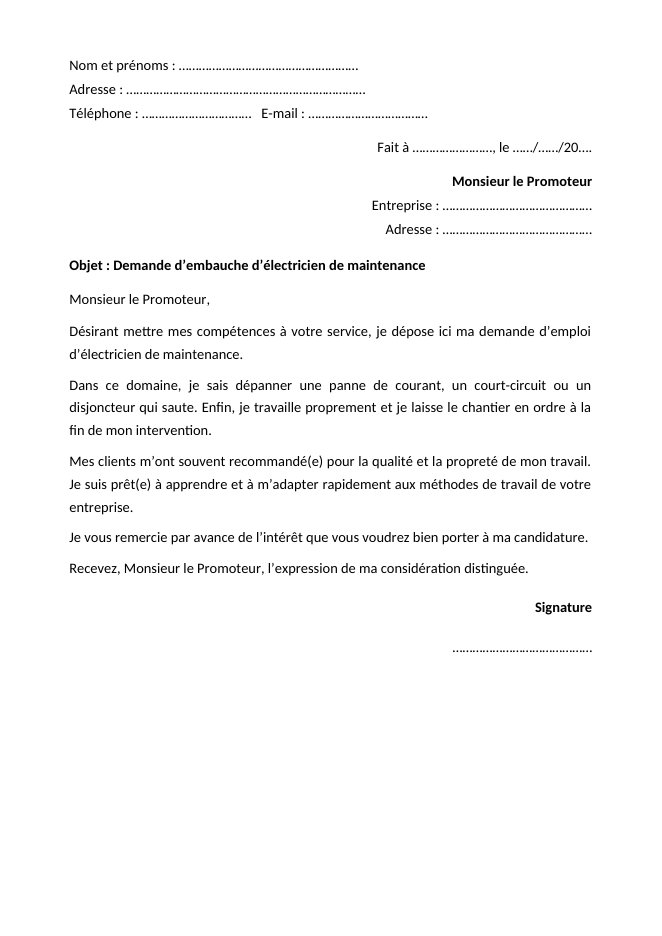 Nom et prénoms : ……………………………………………….
Adresse : ………………………………………………………………
Téléphone : ……………………………  E-mail : ………………………………
Fait à ……………………, le ……/……/20….
Monsieur le Promoteur
Entreprise : ………………………………………
Adresse : ………………………………………
Objet : Demande d’embauche d’électricien de maintenance
Monsieur le Promoteur,
Désirant mettre mes compétences à votre service, je dépose ici ma demande d’emploi
d’électricien de maintenance.
Dans ce domaine, je sais dépanner une panne de courant, un court-circuit ou un
disjoncteur qui saute. Enfin, je travaille proprement et je laisse le chantier en ordre à la
fin de mon intervention.
Mes clients m’ont souvent recommandé(e) pour la qualité et la propreté de mon travail.
Je suis prêt(e) à apprendre et à m’adapter rapidement aux méthodes de travail de votre
entreprise.
Je vous remercie par avance de l’intérêt que vous voudrez bien porter à ma candidature.
Recevez, Monsieur le Promoteur, l’expression de ma considération distinguée.
Signature
……………………………………